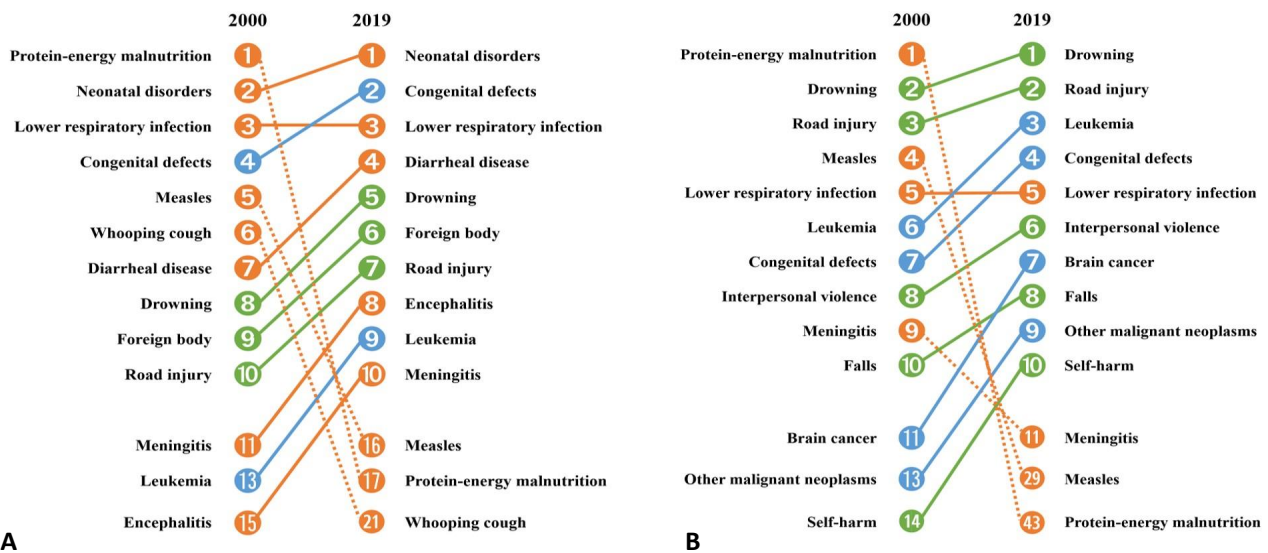 2000 2019
Protein-energy malnutrition 1 1 Neonatal disorders
Neonatal disorders 2 2 Congenital defects
Lower respiratory infection 3 3 Lower respiratory infection
Congenital defects 4 4 Diarrheal disease
Measles 5 5 Drowning
Whooping cough 6 6 Foreign body
Diarrheal disease 7 7 Road injury
Drowning 8 8 Encephalitis
Foreign body 9 9 Leukemia
Road injury 10 10 Meningitis
Meningitis 11 16 Measles
Leukemia 13 17 Protein-energy malnutrition
Encephalitis 15 21 Whooping cough
A
2000 2019
Protein-energy malnutrition 1 1 Drowning
Drowning 2 2 Road injury
Road injury 3 3 Leukemia
Measles 4 4 Congenital defects
Lower respiratory infection 5 5 Lower respiratory infection
Leukemia 6 6 Interpersonal violence
Congenital defects 7 7 Brain cancer
Interpersonal violence 8 8 Falls
Meningitis 9 9 Other malignant neoplasms
Falls 10 10 Self-harm
Brain cancer 11 11 Meningitis
Other malignant neoplasms 13 29 Measles
Self-harm 14 43 Protein-energy malnutrition
B